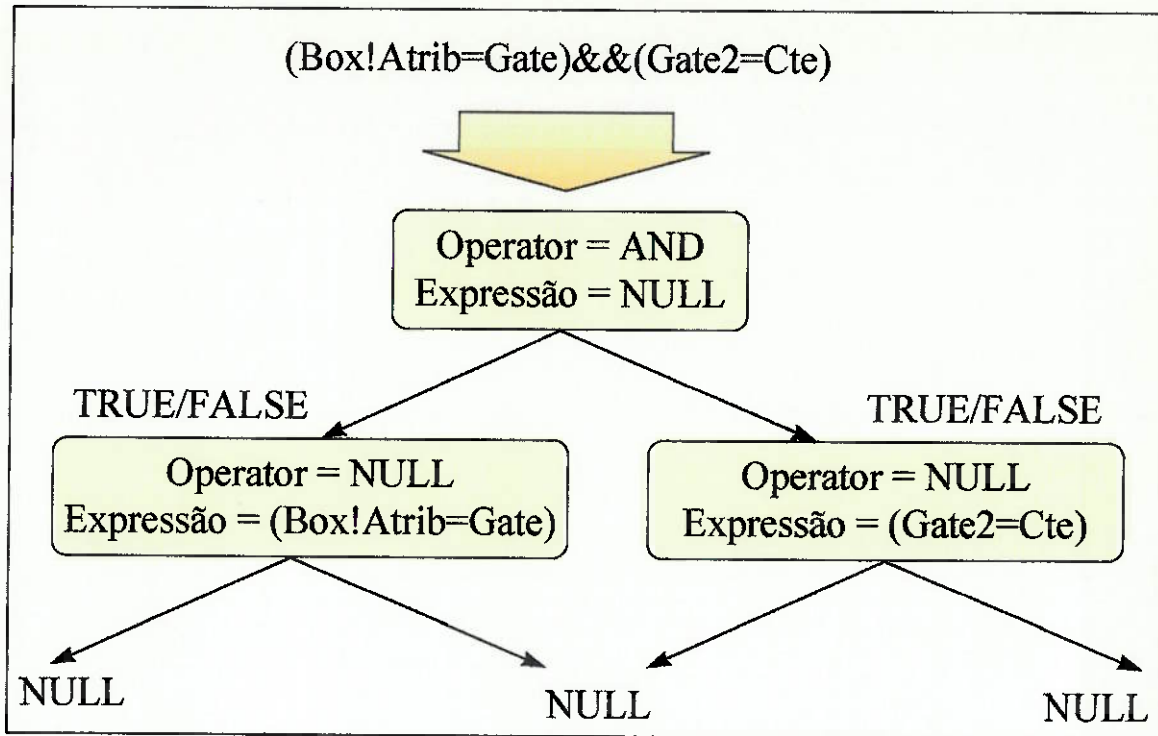 (Box!Atrib=Gate)&&(Gate2=Cte)
Operator = AND
Expressão = NULL
TRUE/FALSE
TRUE/FALSE
Operator = NULL
Expressão = (Box!Atrib=Gate)
Operator = NULL
Expressão = (Gate2=Cte)
NULL
NULL
NULL